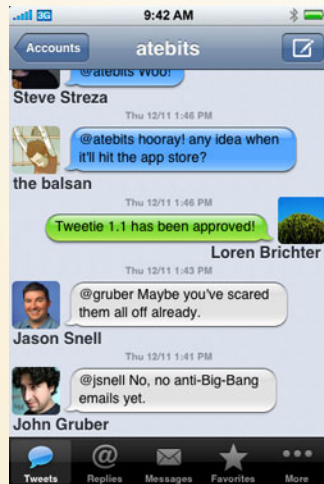 3G 9:42 AM
Accounts atebits
@atebits Woo!
Steve Streza
Thu 12/11 1:46 PM
@atebits hooray! any idea when
it'll hit the app store?
the balsan
Thu 12/11 1:46 PM
Tweetie 1.1 has been approved!
Loren Brichter
Thu 12/11 1:43 PM
@gruber Maybe you've scared
them all off already.
Jason Snell
Thu 12/11 1:41 PM
@jsnell No, no anti-Big-Bang
emails yet.
John Gruber
Tweets Replies Messages Favorites More